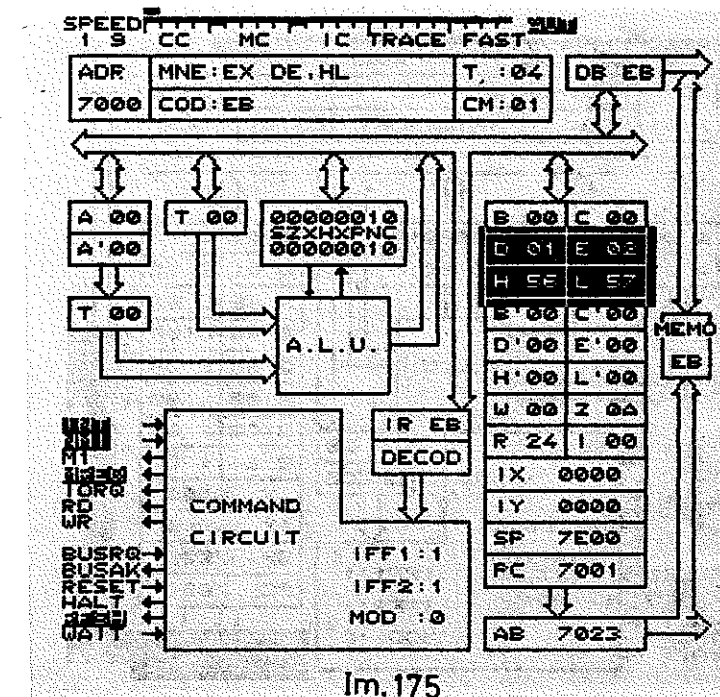 SPEED
1 9 CC MC IC TRACE FAST
ADR MNE:EX DE,HL T :04 DB EB
7000 COD:EB CM:01
A 00 T 00 00000010 B 00 C 00
SZXHXPNC
A'00 00000010 D 01 E 02
H 56 L 57
T 00 B'00 C'00 MEMO
A.L.U. D'00 E'00 EB
H'00 L'00
IR EB W 00 Z 0A
M1 DECOD R 24 I 00
IORQ IX 0000
RD COMMAND IY 0000
WR CIRCUIT SP 7E00
BUSRQ IFF1:1 PC 7001
BUSAK
RESET IFF2:1
HALT MOD :0
WAIT AB 7023
Im.175